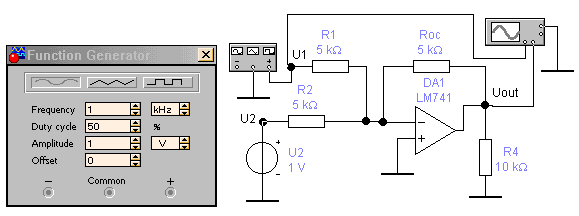 Function Generator
Frequency 1 kHz
Duty cycle 50 %
Amplitude 1 V
Offset 0
− Common +
U1
R1
5 kΩ
Rос
5 kΩ
R2
5 kΩ
DA1
LM741
U2
U2
1 V
Uout
R4
10 kΩ